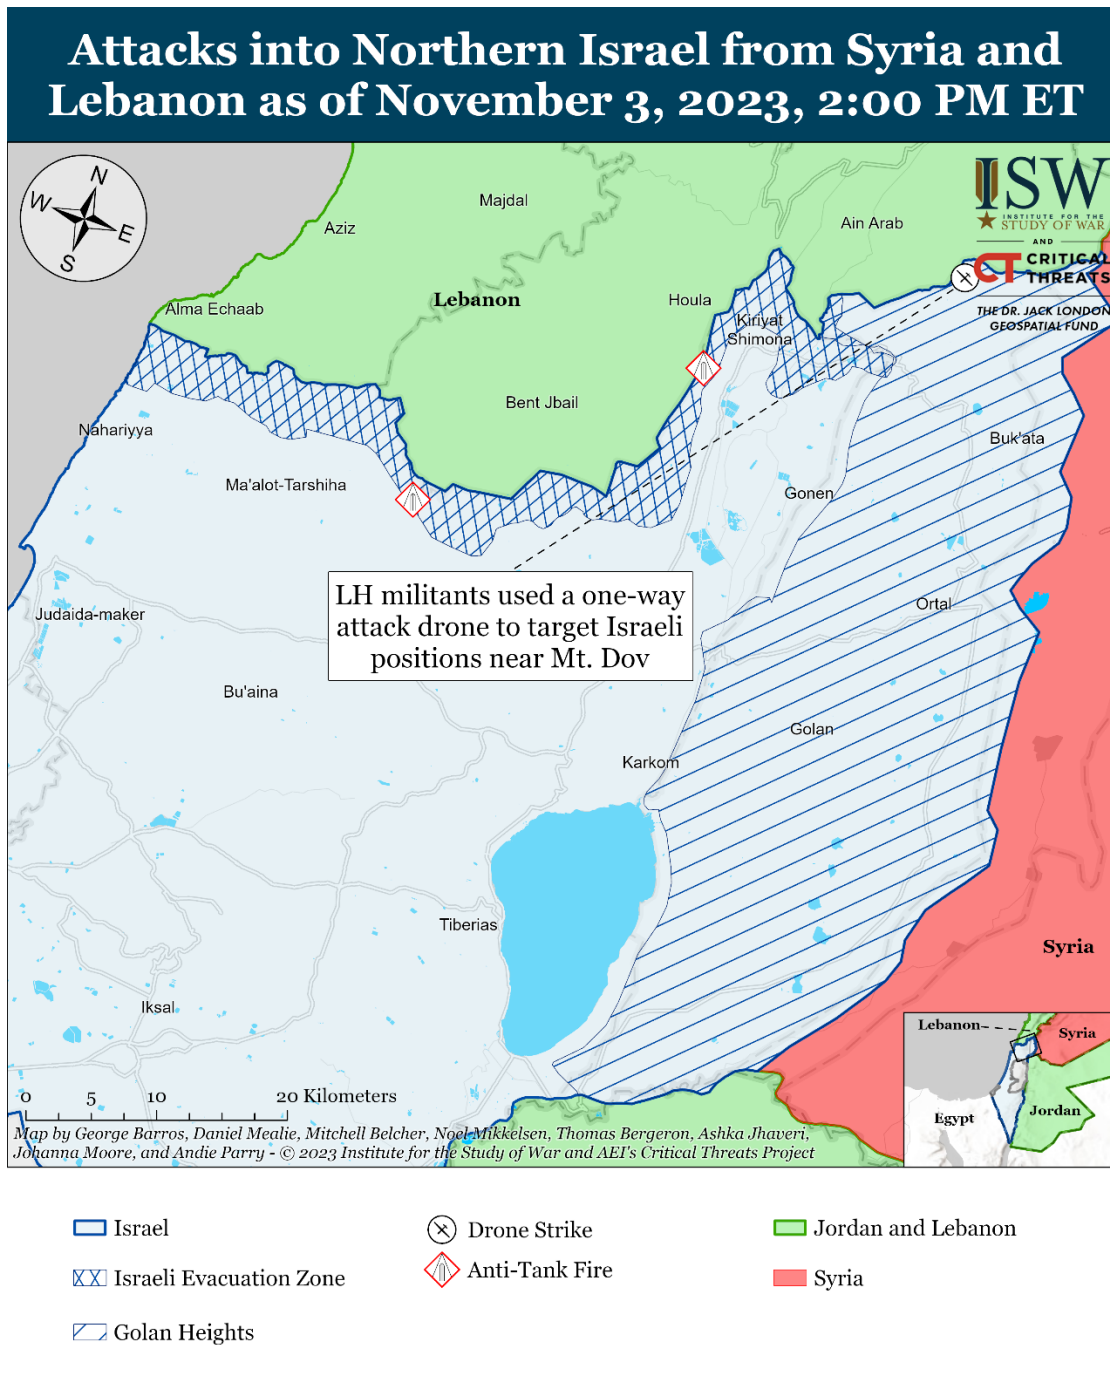 Attacks into Northern Israel from Syria and
Lebanon as of November 3, 2023, 2:00 PM ET
N
W
E
S
ISW
INSTITUTE FOR THE
STUDY OF WAR
AND
CT CRITICAL
THREATS
THE DR. JACK LONDON
GEOSPATIAL FUND
Majdal
Aziz
Ain Arab
Lebanon
Houla
Alma Echaab
Kiriyat
Shimona
Bent Jbail
Nahariyya
Buk'ata
Ma'alot-Tarshiha
Gonen
LH militants used a one-way
attack drone to target Israeli
positions near Mt. Dov
Ortal
Judaida-maker
Bu'aina
Golan
Karkom
Tiberias
Syria
Iksal
Lebanon
Syria
Egypt
Jordan
0 5 10 20 Kilometers
Map by George Barros, Daniel Mealie, Mitchell Belcher, Noel Mikkelsen, Thomas Bergeron, Ashka Jhaveri,
Johanna Moore, and Andie Parry - © 2023 Institute for the Study of War and AEI's Critical Threats Project
Israel
Drone Strike
Jordan and Lebanon
Israeli Evacuation Zone
Anti-Tank Fire
Syria
Golan Heights